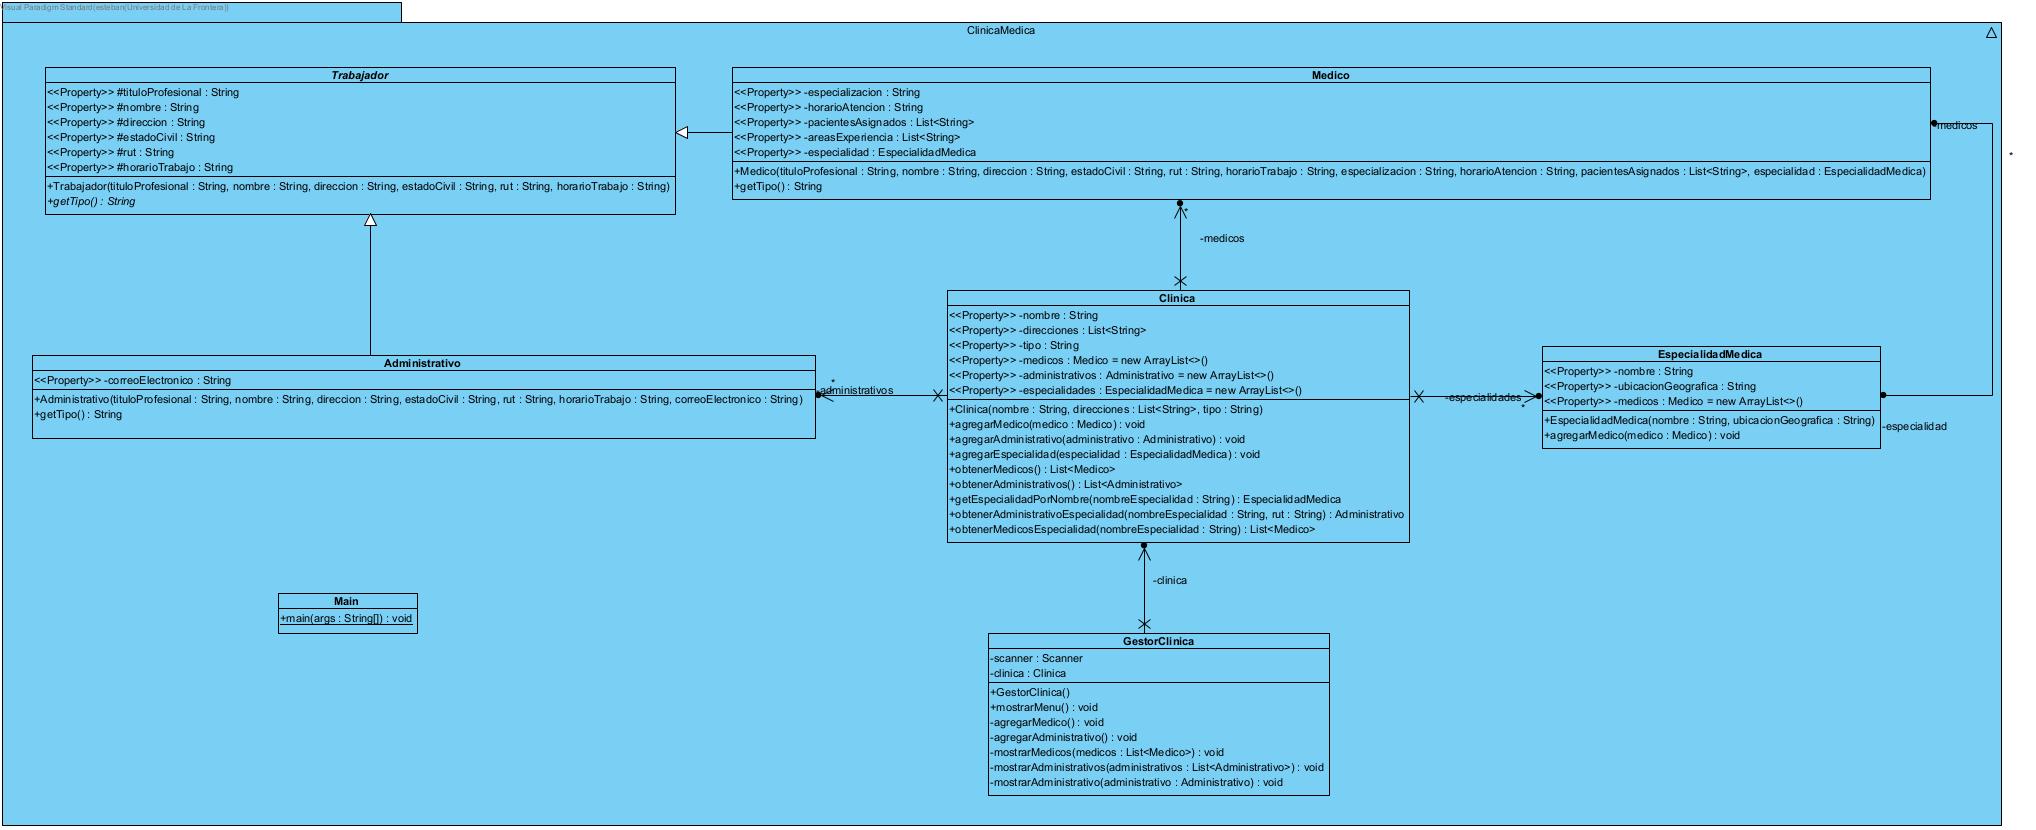 Visual Paradigm Standard(esteban(Universidad de La Frontera))
ClinicaMedica
Trabajador
<<Property>> #tituloProfesional : String
<<Property>> #nombre : String
<<Property>> #direccion : String
<<Property>> #estadoCivil : String
<<Property>> #rut : String
<<Property>> #horarioTrabajo : String
+Trabajador(tituloProfesional : String, nombre : String, direccion : String, estadoCivil : String, rut : String, horarioTrabajo : String)
+getTipo() : String
Medico
<<Property>> -especializacion : String
<<Property>> -horarioAtencion : String
<<Property>> -pacientesAsignados : List<String>
<<Property>> -areasExperiencia : List<String>
<<Property>> -especialidad : EspecialidadMedica
+Medico(tituloProfesional : String, nombre : String, direccion : String, estadoCivil : String, rut : String, horarioTrabajo : String, especializacion : String, horarioAtencion : String, pacientesAsignados : List<String>, especialidad : EspecialidadMedica)
+getTipo() : String
-medicos
*
*
-medicos
Clinica
<<Property>> -nombre : String
<<Property>> -direcciones : List<String>
<<Property>> -tipo : String
<<Property>> -medicos : Medico = new ArrayList<>()
<<Property>> -administrativos : Administrativo = new ArrayList<>()
<<Property>> -especialidades : EspecialidadMedica = new ArrayList<>()
+Clinica(nombre : String, direcciones : List<String>, tipo : String)
+agregarMedico(medico : Medico) : void
+agregarAdministrativo(administrativo : Administrativo) : void
+agregarEspecialidad(especialidad : EspecialidadMedica) : void
+obtenerMedicos() : List<Medico>
+obtenerAdministrativos() : List<Administrativo>
+getEspecialidadPorNombre(nombreEspecialidad : String) : EspecialidadMedica
+obtenerAdministrativoEspecialidad(nombreEspecialidad : String, rut : String) : Administrativo
+obtenerMedicosEspecialidad(nombreEspecialidad : String) : List<Medico>
Administrativo
<<Property>> -correoElectronico : String
+Administrativo(tituloProfesional : String, nombre : String, direccion : String, estadoCivil : String, rut : String, horarioTrabajo : String, correoElectronico : String)
+getTipo() : String
*
-administrativos
-especialidades
*
EspecialidadMedica
<<Property>> -nombre : String
<<Property>> -ubicacionGeografica : String
<<Property>> -medicos : Medico = new ArrayList<>()
+EspecialidadMedica(nombre : String, ubicacionGeografica : String)
+agregarMedico(medico : Medico) : void
-especialidad
-clinica
Main
+main(args : String[]) : void
GestorClinica
-scanner : Scanner
-clinica : Clinica
+GestorClinica()
+mostrarMenu() : void
-agregarMedico() : void
-agregarAdministrativo() : void
-mostrarMedicos(medicos : List<Medico>) : void
-mostrarAdministrativos(administrativos : List<Administrativo>) : void
-mostrarAdministrativo(administrativo : Administrativo) : void